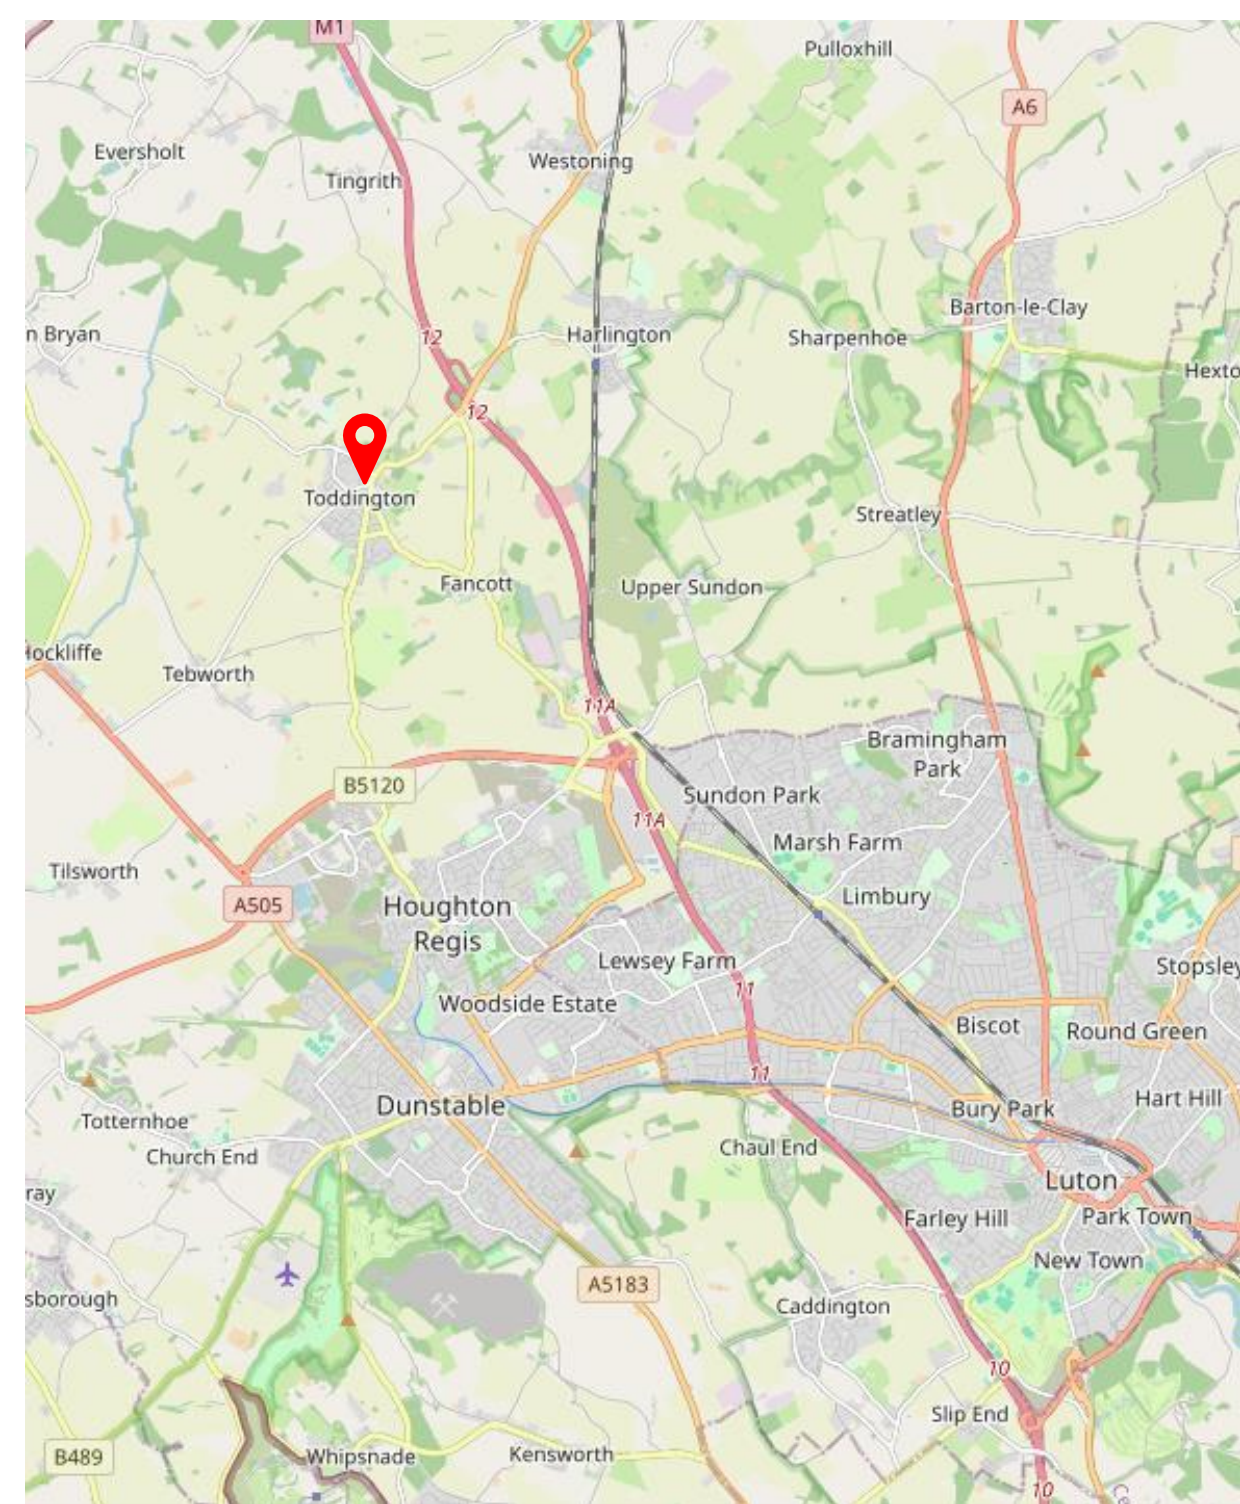 M1
Pulloxhill
A6
Eversholt
Westoning
Tingrith
Barton-le-Clay
12
n Bryan
Harlington
Sharpenhoe
Hexto
12
Toddington
Streatley
Fancott
Upper Sundon
Hockliffe
Tebworth
11A
Bramingham
Park
B5120
Sundon Park
11A
Marsh Farm
Tilsworth
Limbury
A505
Houghton
Regis
Lewsey Farm
Stopsley
11
Woodside Estate
Biscot
Round Green
11
Hart Hill
Dunstable
Bury Park
Totternhoe
Chaul End
Church End
Luton
ray
Farley Hill
Park Town
New Town
A5183
sborough
Caddington
10
Slip End
B489
Whipsnade
Kensworth
10